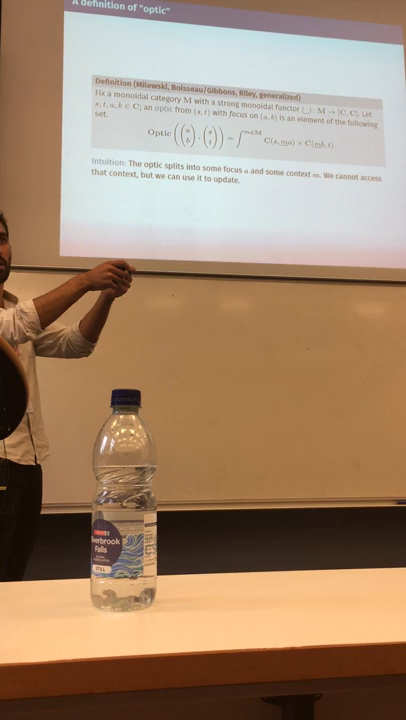 A definition of "optic"
Definition (Milewski, Boisseau/Gibbons, Riley, generalized)
Fix a monoidal category M with a strong monoidal functor (_): M → [C, C]. Let
s, t, a, b ∈ C; an optic from (s, t) with focus on (a, b) is an element of the following
set.
Optic ((a b), (s t)) = ∫^{m∈M} C(s, ma) × C(mb, t).
Intuition: The optic splits into some focus a and some context m. We cannot access
that context, but we can use it to update.
erbrook
Falls
STILL